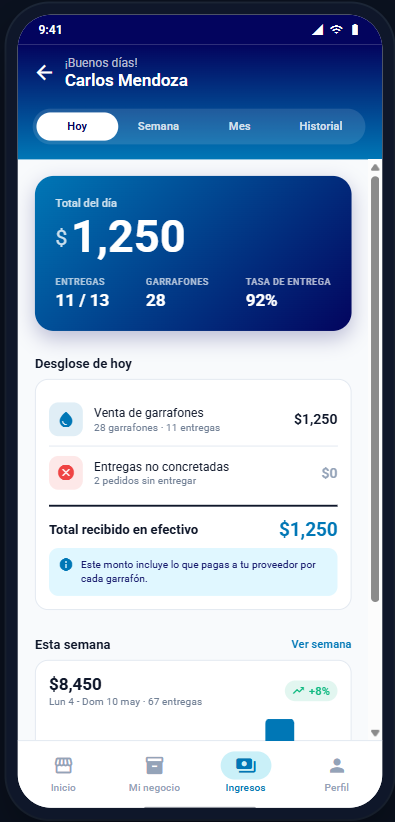 9:41
¡Buenos días!
Carlos Mendoza
Hoy Semana Mes Historial
Total del día
$ 1,250
ENTREGAS GARRAFONES TASA DE ENTREGA
11 / 13 28 92%
Desglose de hoy
Venta de garrafones $1,250
28 garrafones · 11 entregas
Entregas no concretadas $0
2 pedidos sin entregar
Total recibido en efectivo $1,250
Este monto incluye lo que pagas a tu proveedor por
cada garrafón.
Esta semana Ver semana
$8,450 +8%
Lun 4 - Dom 10 may · 67 entregas
Inicio Mi negocio Ingresos Perfil